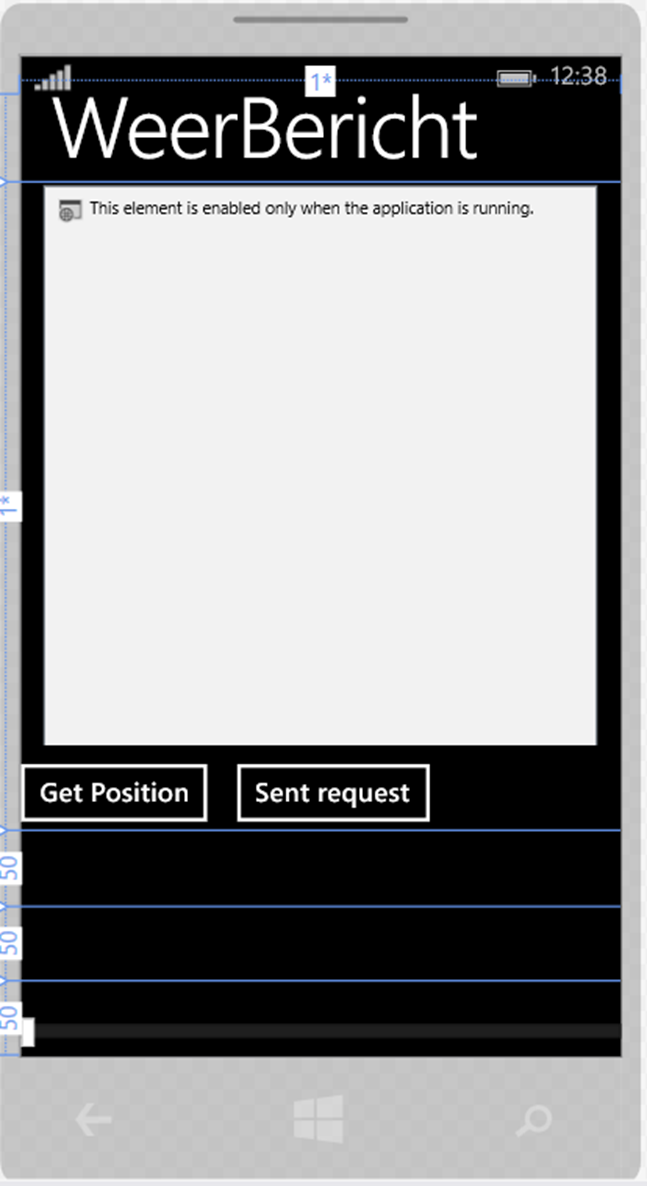 1*
12:38
WeerBericht
This element is enabled only when the application is running.
1*
Get Position
Sent request
50
50
50